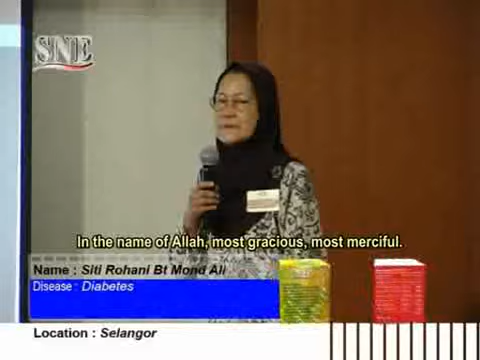 SNE
In the name of Allah, most gracious, most merciful.
Name : Siti Rohani Bt Mond Ali
Disease : Diabetes
Location : Selangor